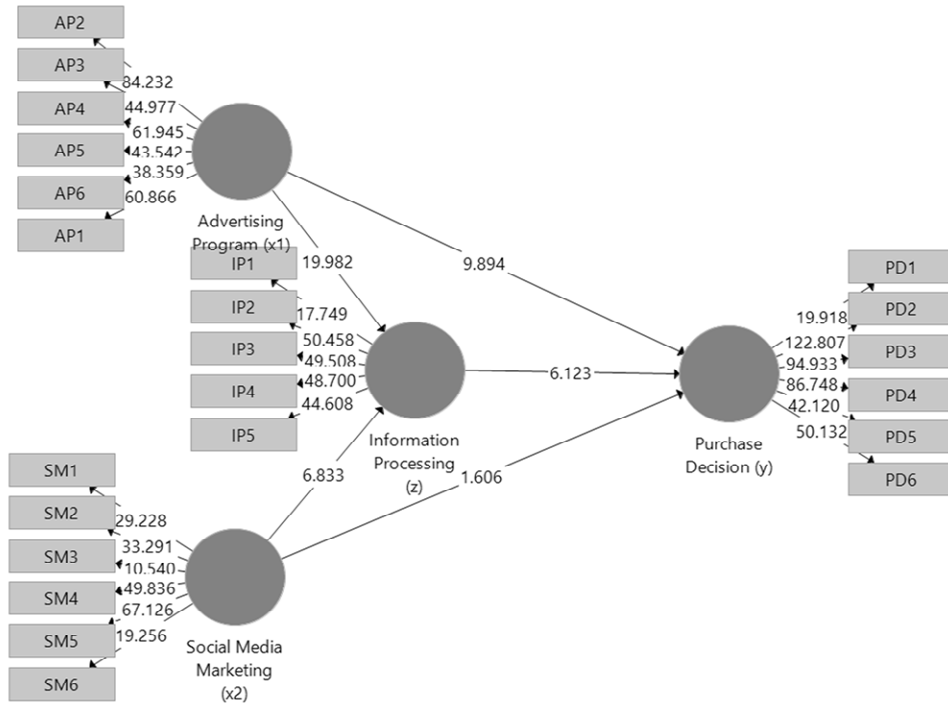 AP2
AP3
AP4
AP5
AP6
AP1
84.232
44.977
61.945
43.542
38.359
60.866
Advertising
Program (x1)
IP1
IP2
IP3
IP4
IP5
17.749
50.458
49.508
48.700
44.608
19.982
9.894
Information
Processing
(z)
6.123
6.833
1.606
SM1
SM2
SM3
SM4
SM5
SM6
29.228
33.291
10.540
49.836
67.126
19.256
Social Media
Marketing
(x2)
Purchase
Decision (y)
19.918
122.807
94.933
86.748
42.120
50.132
PD1
PD2
PD3
PD4
PD5
PD6